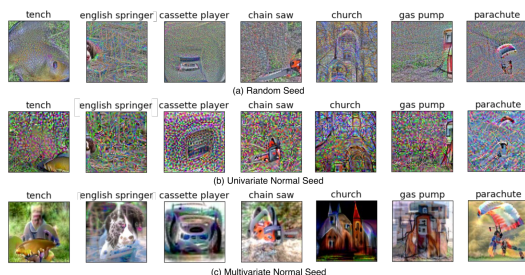 tench english springer cassette player chain saw church gas pump parachute
(a) Random Seed
tench english springer cassette player chain saw church gas pump parachute
(b) Univariate Normal Seed
tench english springer cassette player chain saw church gas pump parachute
(c) Multivariate Normal Seed